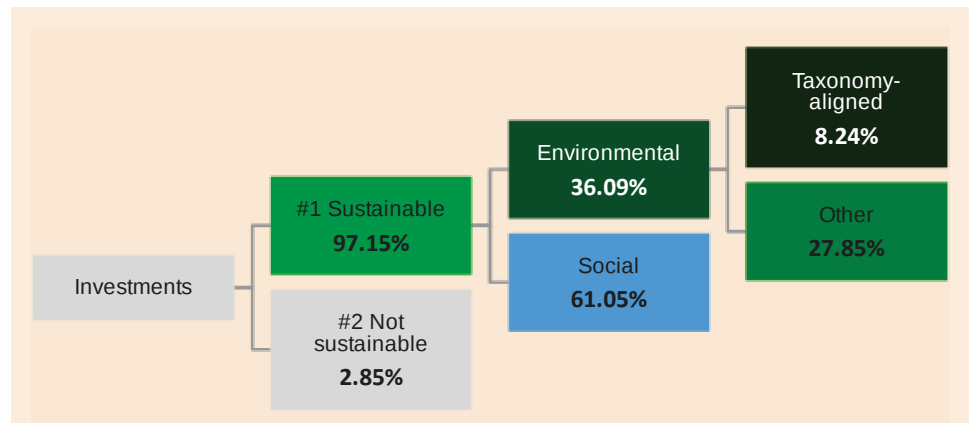 Investments
#1 Sustainable
97.15%
#2 Not
sustainable
2.85%
Environmental
36.09%
Social
61.05%
Taxonomy-
aligned
8.24%
Other
27.85%